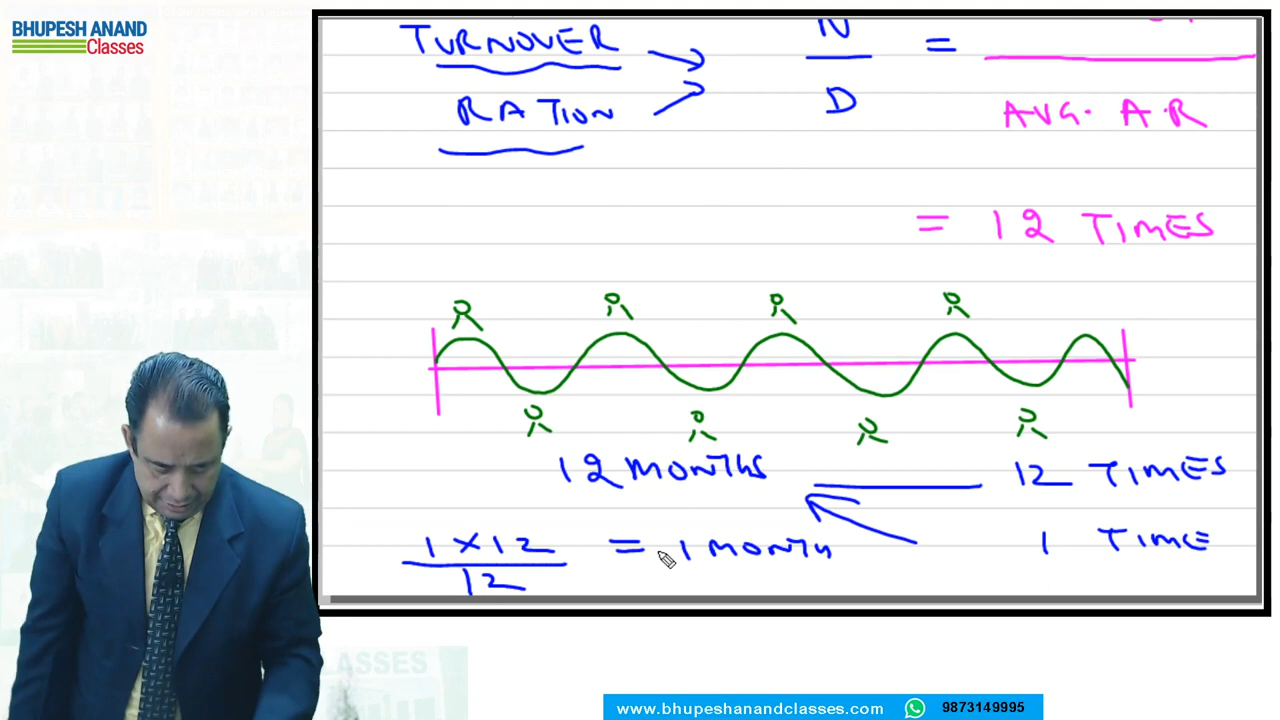 BHUPESH ANAND
Classes
TURNOVER
N
=
RATION
D
AVG. A.R
= 12 TIMES
12 MONTHS
12 TIMES
1 X 12
= 1 MONTH
1 TIME
12
LASSES
www.bhupeshanandclasses.com 9873149995